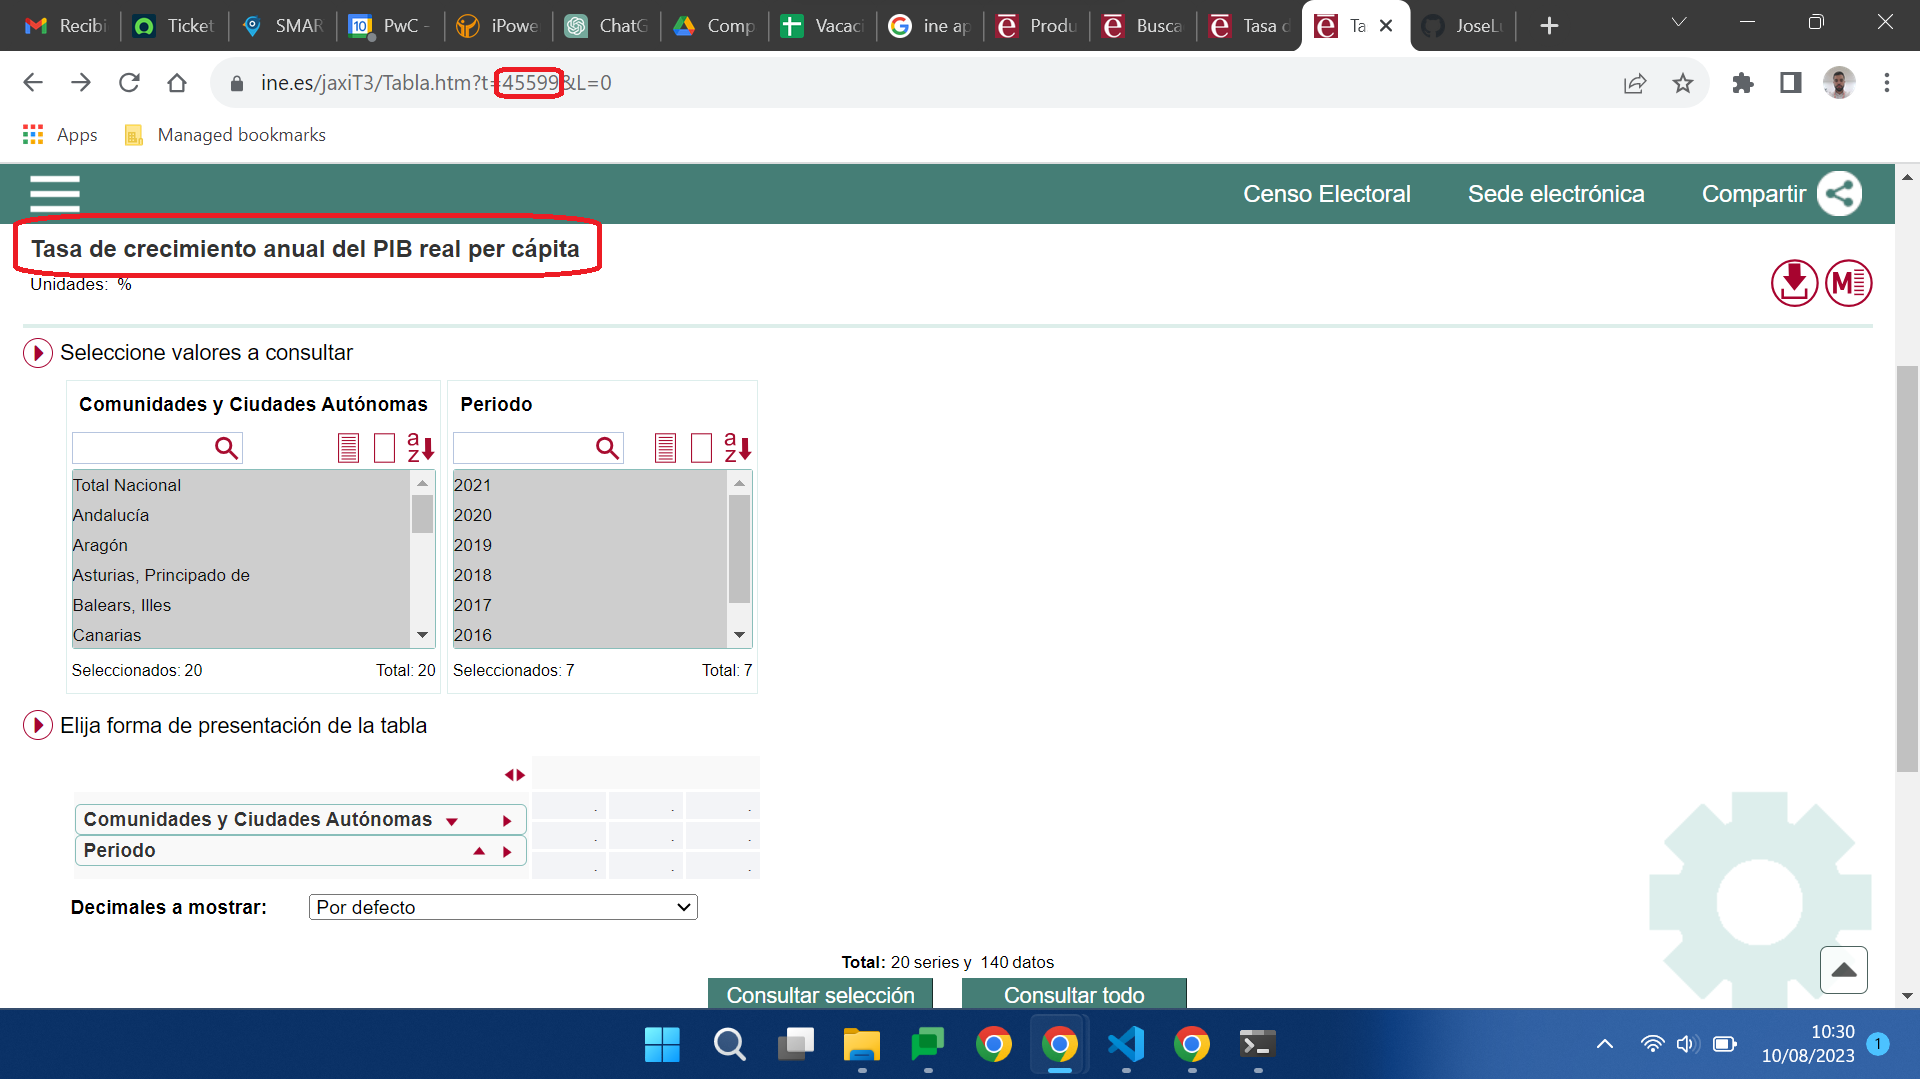 Recibi
Ticket
SMAR
10
PwC -
iPowe
ChatG
Comp
Vacaci
ine ap
Produ
Busca
Tasa d
Ta
JoseLu
ine.es/jaxiT3/Tabla.htm?t=45599&L=0
Apps
Managed bookmarks
Censo Electoral
Sede electrónica
Compartir
Tasa de crecimiento anual del PIB real per cápita
Unidades: %
M
Seleccione valores a consultar
Comunidades y Ciudades Autónomas
a
z
Total Nacional
Andalucía
Aragón
Asturias, Principado de
Balears, Illes
Canarias
Seleccionados: 20
Total: 20
Periodo
a
z
2021
2020
2019
2018
2017
2016
Seleccionados: 7
Total: 7
Elija forma de presentación de la tabla
Comunidades y Ciudades Autónomas
Periodo
Decimales a mostrar:
Por defecto
Total: 20 series y 140 datos
Consultar selección
Consultar todo
10:30
10/08/2023
1